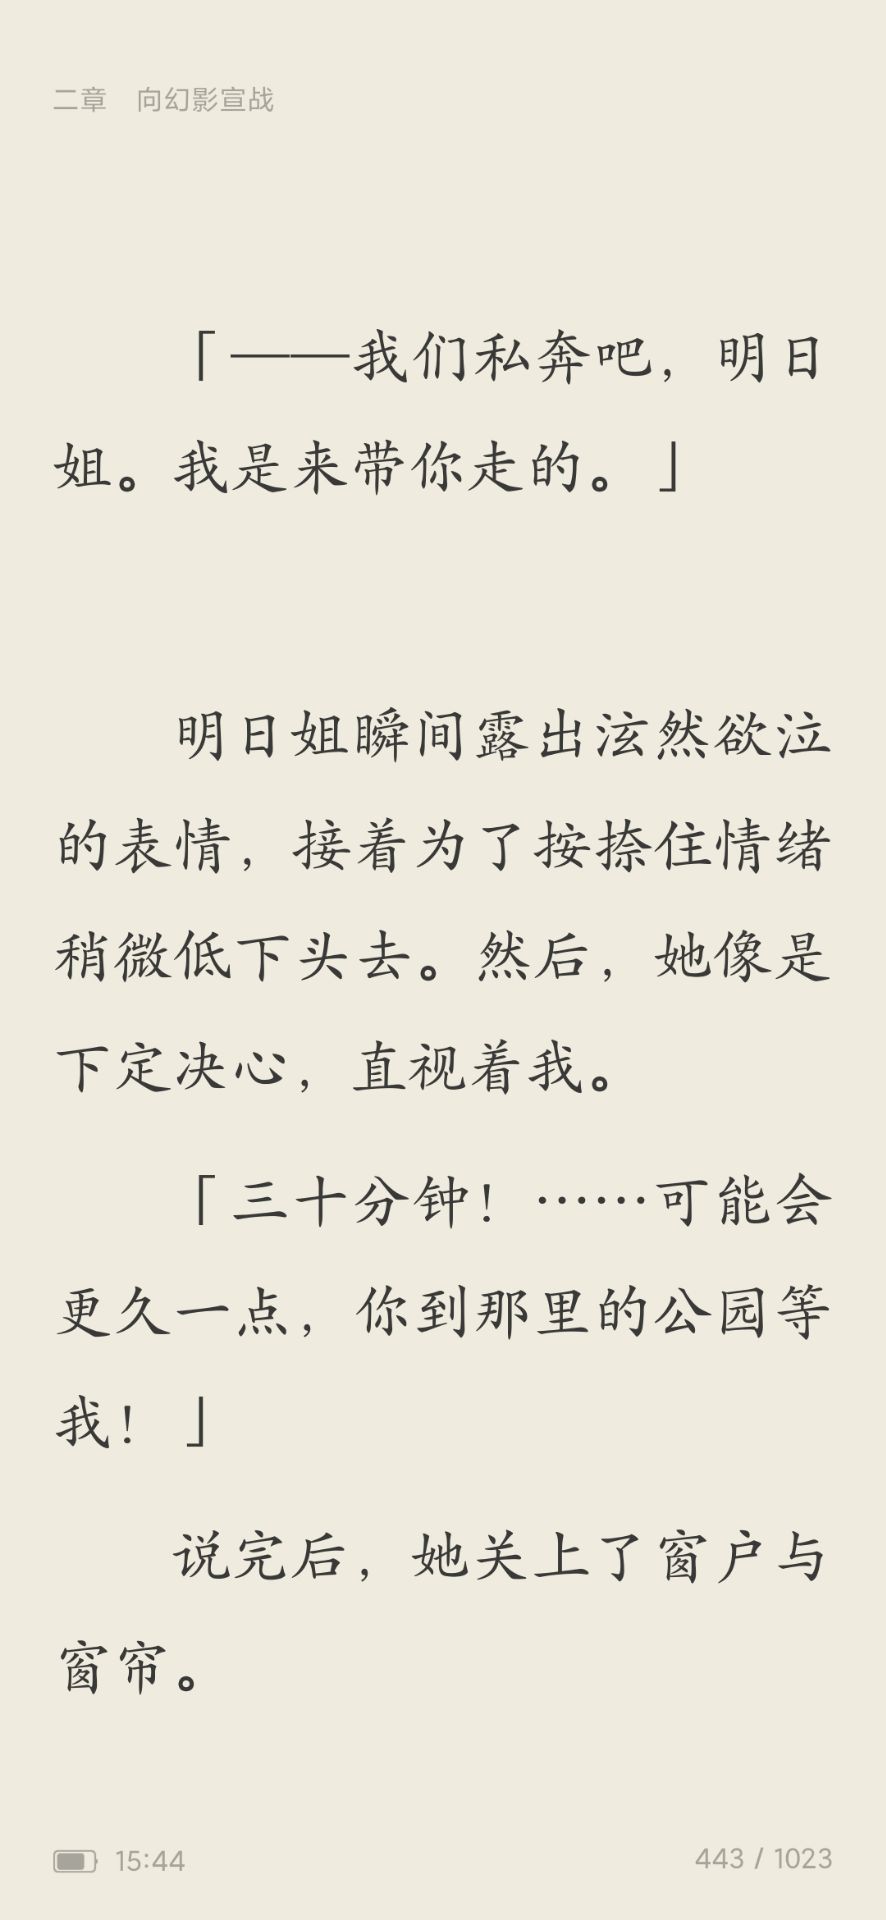 二章　向幻影宣战
「——我们私奔吧，明日
姐。我是来带你走的。」
明日姐瞬间露出泫然欲泣
的表情，接着为了按捺住情绪
稍微低下头去。然后，她像是
下定决心，直视着我。
「三十分钟！……可能会
更久一点，你到那里的公园等
我！」
说完后，她关上了窗户与
窗帘。
15:44
443 / 1023